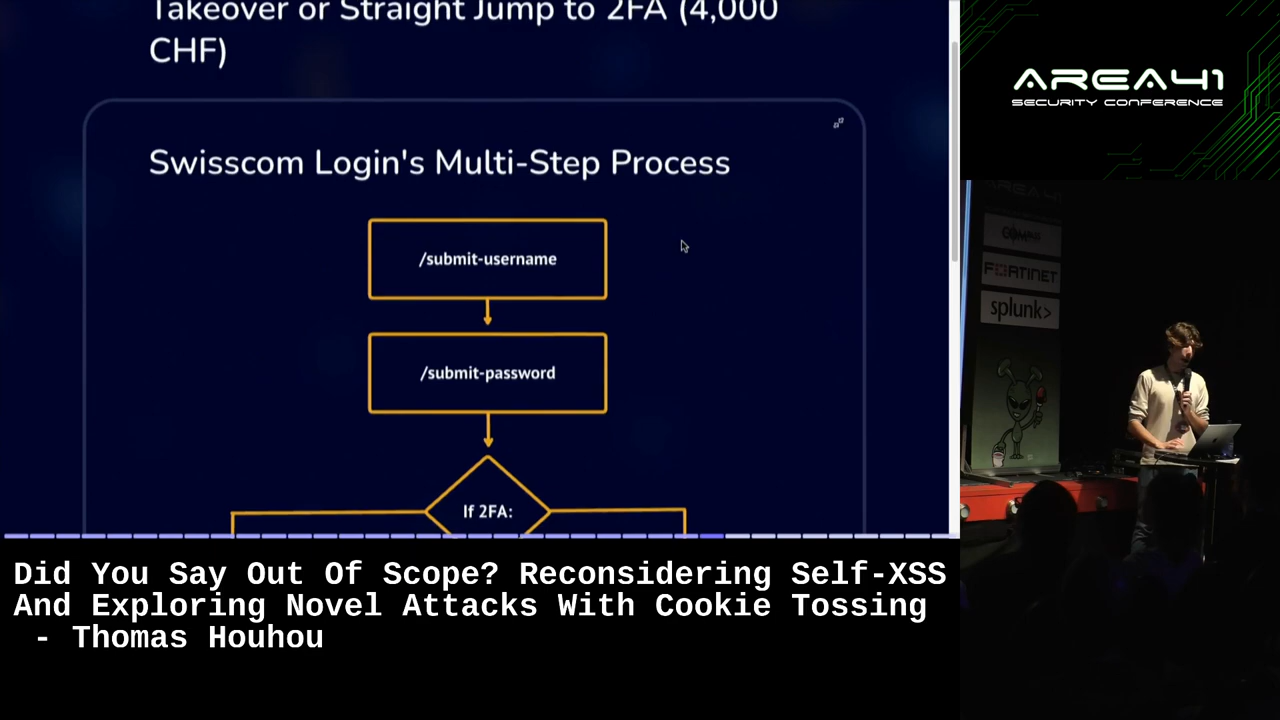 Takeover or Straight Jump to 2FA (4,000
CHF)
Swisscom Login's Multi-Step Process
/submit-username
/submit-password
If 2FA:
Did You Say Out Of Scope? Reconsidering Self-XSS
And Exploring Novel Attacks With Cookie Tossing
- Thomas Houhou
AREA41
SECURITY CONFERENCE
FORTINET
splunk>